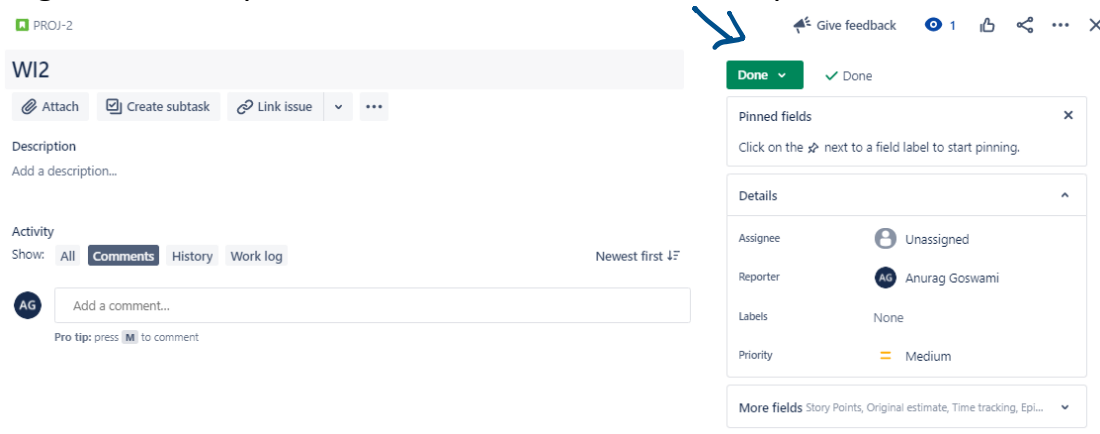 PROJ-2
Give feedback
1
WI2
Done
Done
Attach
Create subtask
Link issue
Pinned fields
Click on the next to a field label to start pinning.
Description
Add a description...
Details
Activity
Show: All Comments History Work log
Newest first
Assignee
Unassigned
Reporter
AG Anurag Goswami
AG
Add a comment...
Labels
None
Pro tip: press M to comment
Priority
Medium
More fields Story Points, Original estimate, Time tracking, Epi...